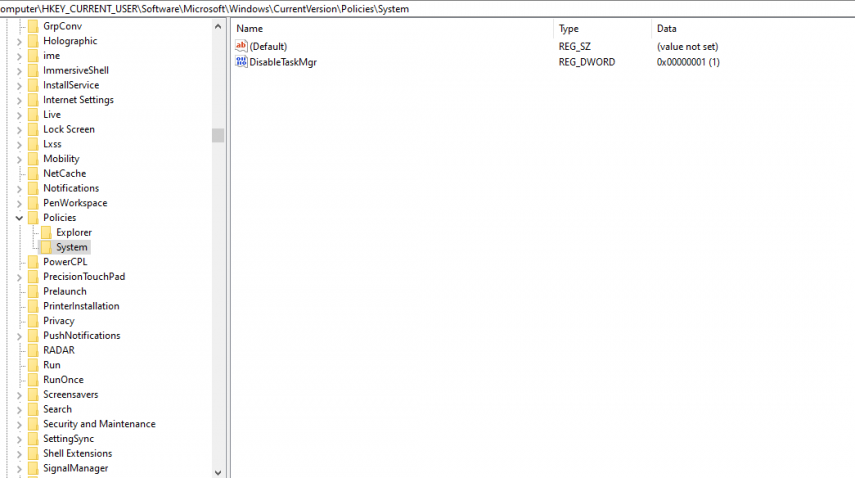 omputer\HKEY_CURRENT_USER\Software\Microsoft\Windows\CurrentVersion\Policies\System
GrpConv
Holographic
ime
ImmersiveShell
InstallService
Internet Settings
Live
Lock Screen
Lxss
Mobility
NetCache
Notifications
PenWorkspace
Policies
Explorer
System
PowerCPL
PrecisionTouchPad
Prelaunch
PrinterInstallation
Privacy
PushNotifications
RADAR
Run
RunOnce
Screensavers
Search
Security and Maintenance
SettingSync
Shell Extensions
SignalManager
Name Type Data
ab (Default) REG_SZ (value not set)
DisableTaskMgr REG_DWORD 0x00000001 (1)